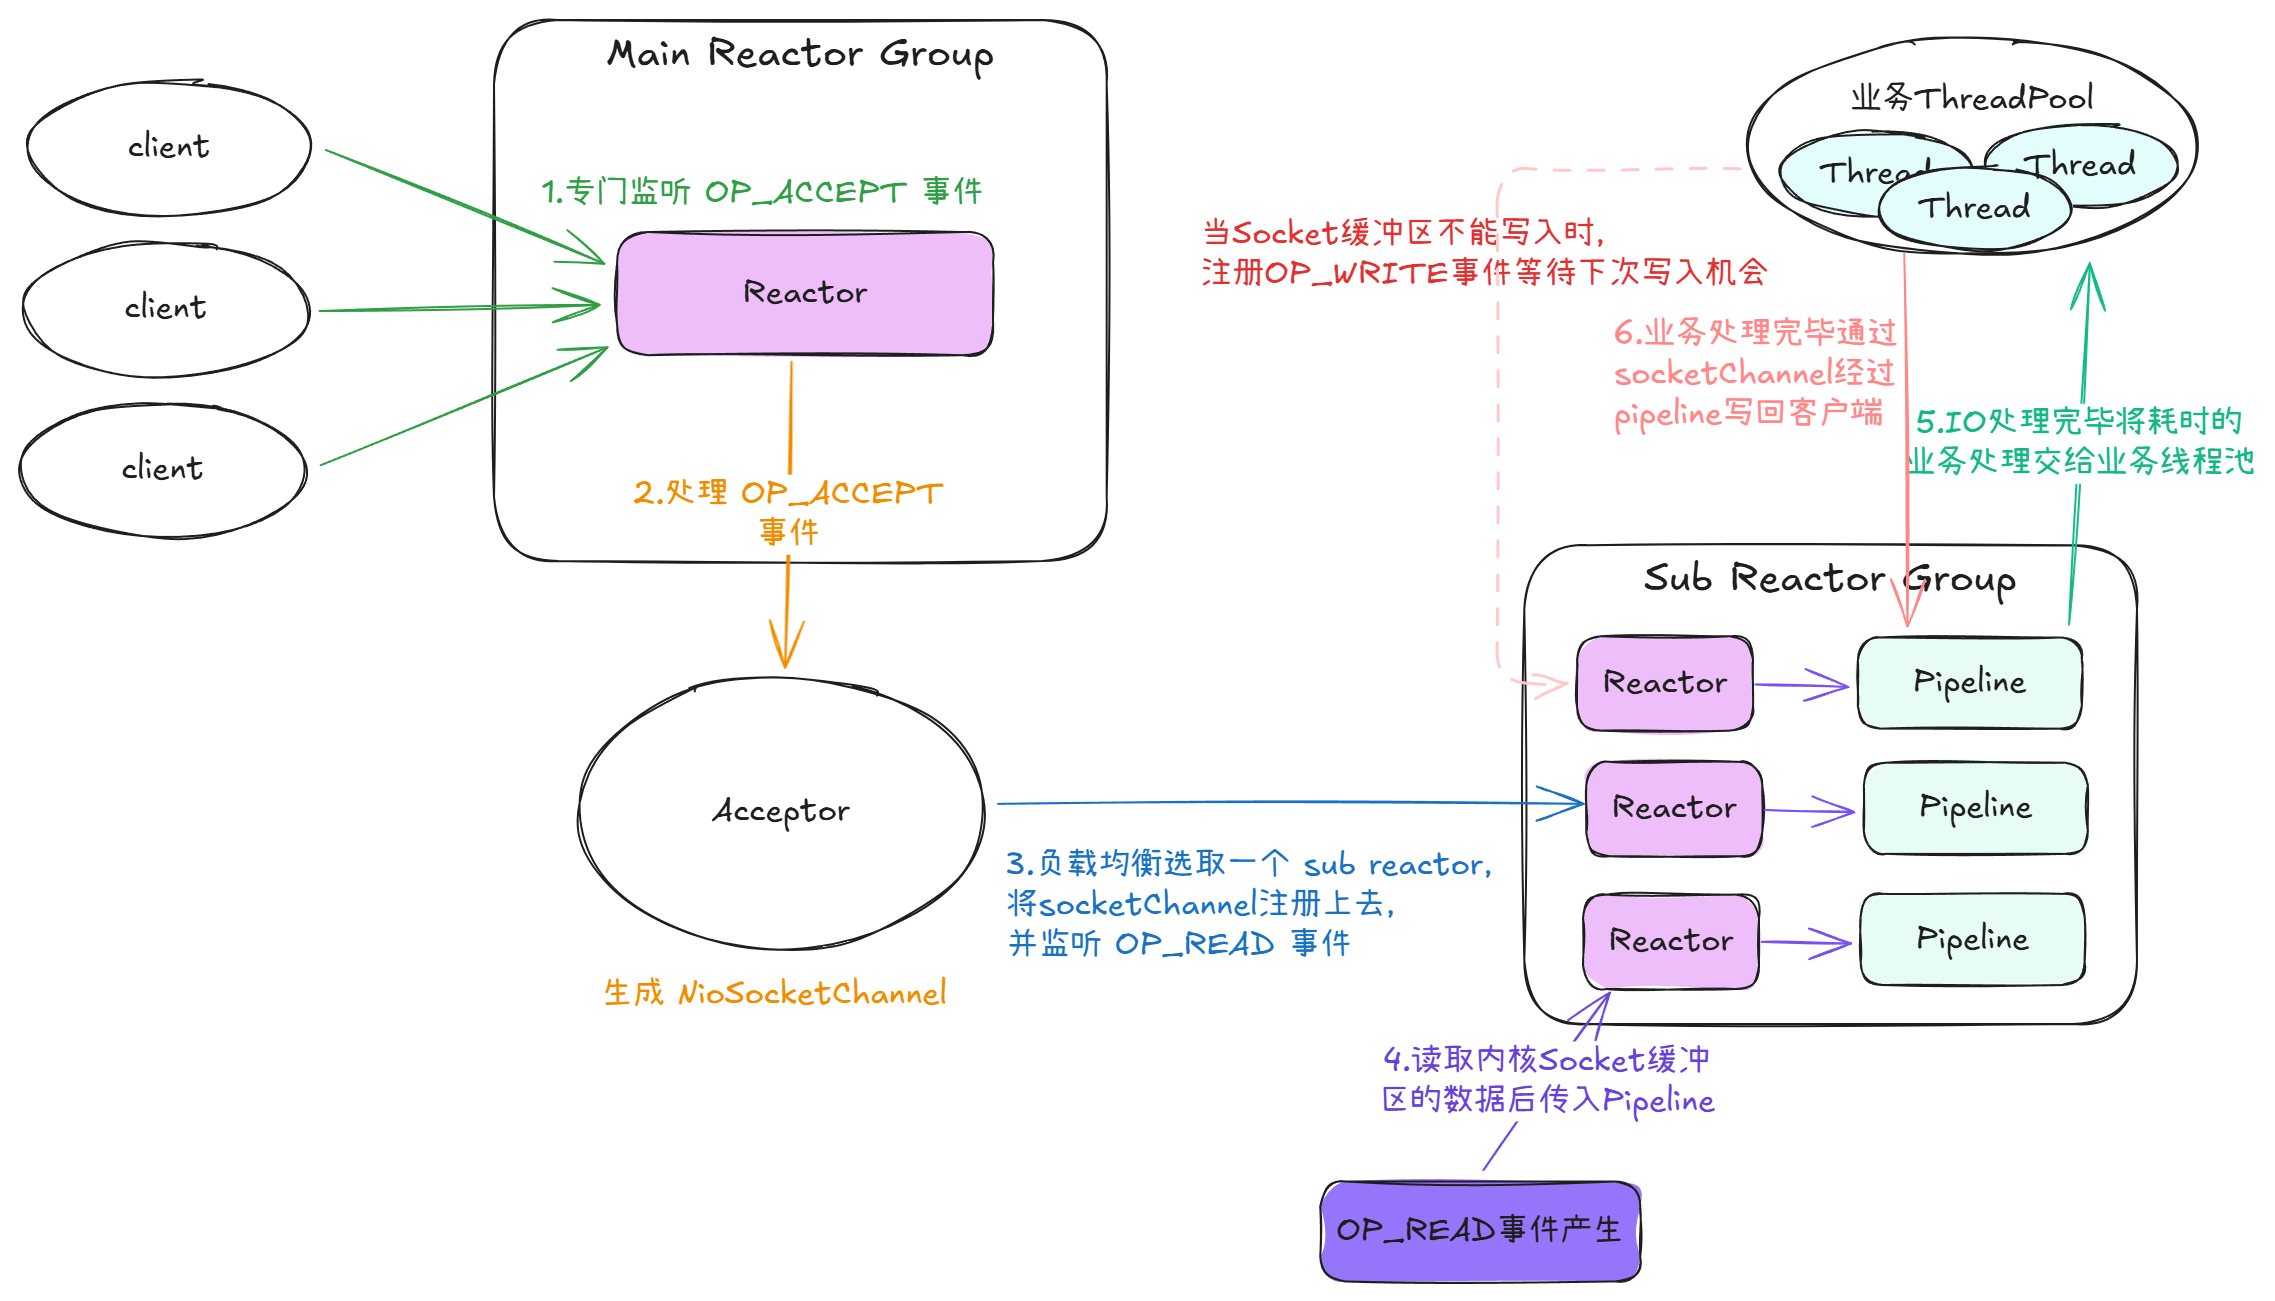 Main Reactor Group
client
client
client
1.专门监听 OP_ACCEPT 事件
Reactor
2.处理 OP_ACCEPT
事件
Acceptor
生成 NioSocketChannel
3.负载均衡选取一个 sub reactor,
将socketChannel注册上去,
并监听 OP_READ 事件
业务ThreadPool
Thread
Thread
Thread
当Socket缓冲区不能写入时,
注册OP_WRITE事件等待下次写入机会
6.业务处理完毕通过
socketChannel经过
pipeline写回客户端
5.IO处理完毕将耗时的
业务处理交给业务线程池
Sub Reactor Group
Reactor
Pipeline
Reactor
Pipeline
Reactor
Pipeline
4.读取内核Socket缓冲
区的数据后传入Pipeline
OP_READ事件产生